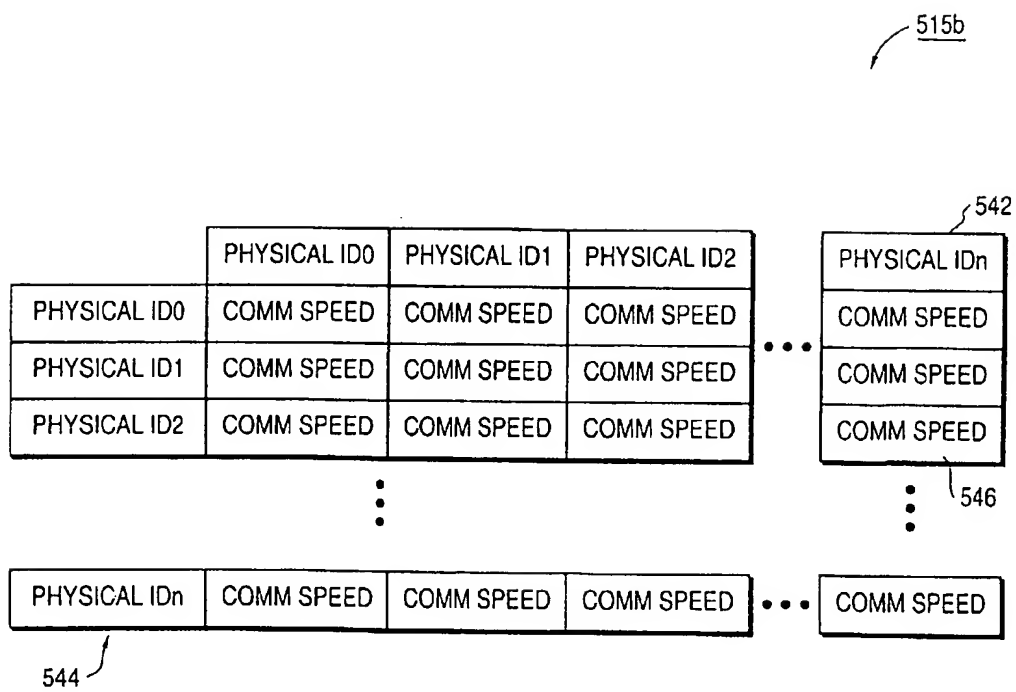 515b
542
PHYSICAL ID0 PHYSICAL ID1 PHYSICAL ID2 PHYSICAL IDn
PHYSICAL ID0 COMM SPEED COMM SPEED COMM SPEED COMM SPEED
PHYSICAL ID1 COMM SPEED COMM SPEED COMM SPEED COMM SPEED
PHYSICAL ID2 COMM SPEED COMM SPEED COMM SPEED COMM SPEED
546
PHYSICAL IDn COMM SPEED COMM SPEED COMM SPEED COMM SPEED
544